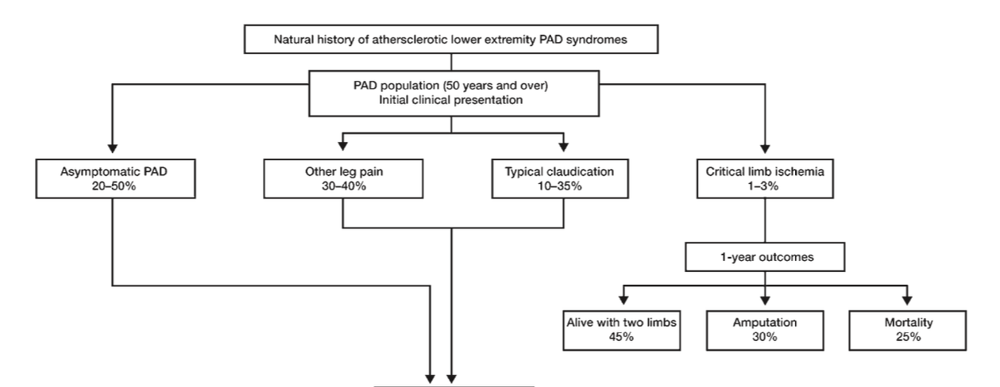 Natural history of athersclerotic lower extremity PAD syndromes
PAD population (50 years and over)
Initial clinical presentation
Asymptomatic PAD
20–50%
Other leg pain
30–40%
Typical claudication
10–35%
Critical limb ischemia
1–3%
1-year outcomes
Alive with two limbs
45%
Amputation
30%
Mortality
25%